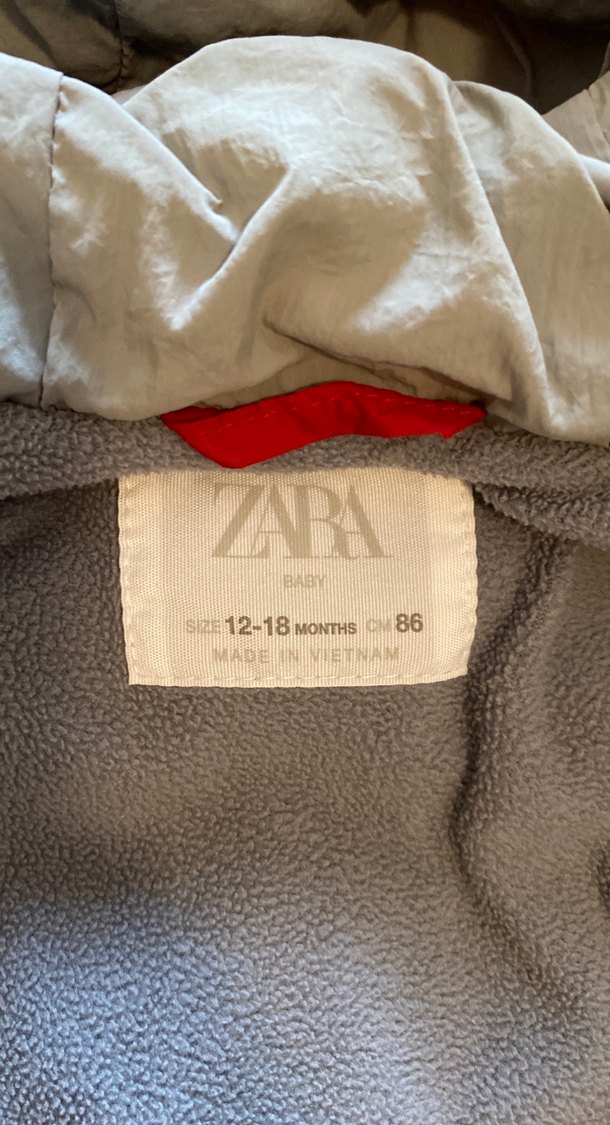 ZARA
BABY
SIZE 12-18 MONTHS CM 86
MADE IN VIETNAM